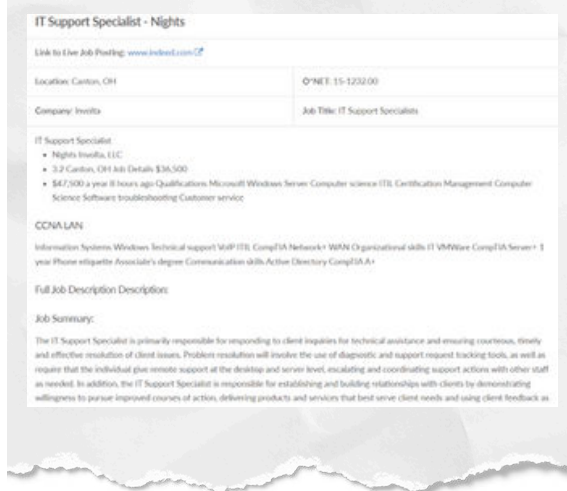 IT Support Specialist - Nights
Link to Live Job Posting: www.indeed.com
Location: Canton, OH
O*NET: 15-1232.00
Company: Involta
Job Title: IT Support Specialists
IT Support Specialist
• Nights Involta, LLC
• 3.2 Canton, OH Job Details $36,500
• $47,500 a year 8 hours ago Qualifications Microsoft Windows Server Computer science ITIL Certification Management Computer
Science Software troubleshooting Customer service
CCNA LAN
Information Systems Windows Technical support VoIP ITIL CompTIA Network+ WAN Organizational skills IT VMWare CompTIA Server+ 1
year Phone etiquette Associate's degree Communication skills Active Directory CompTIA A+
Full Job Description Description:
Job Summary:
The IT Support Specialist is primarily responsible for responding to client inquiries for technical assistance and ensuring courteous, timely
and effective resolution of client issues. Problem resolution will involve the use of diagnostic and support request tracking tools, as well as
require that the individual give remote support at the desktop and server level, escalating and coordinating support actions with other staff
as needed. In addition, the IT Support Specialist is responsible for establishing and building relationships with clients by demonstrating
willingness to pursue improved courses of action, delivering products and services that best serve client needs and using client feedback as